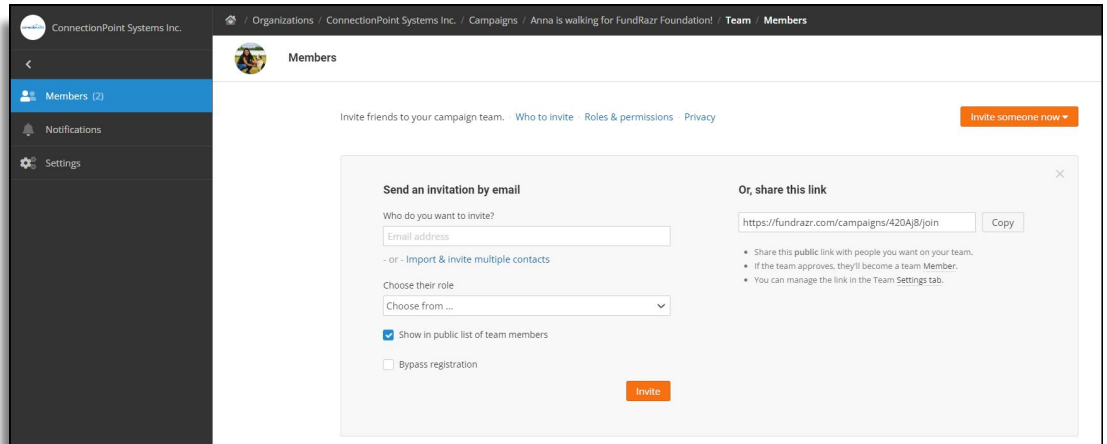 ConnectionPoint Systems Inc.
/ Organizations / ConnectionPoint Systems Inc. / Campaigns / Anna is walking for FundRazr Foundation! / Team / Members
Members
Members (2)
Notifications
Settings
Invite friends to your campaign team. · Who to invite · Roles & permissions · Privacy
Invite someone now
Send an invitation by email
Who do you want to invite?
Email address
- or - Import & invite multiple contacts
Choose their role
Choose from ...
Show in public list of team members
Bypass registration
Invite
Or, share this link
https://fundrazr.com/campaigns/420Aj8/join
Copy
• Share this public link with people you want on your team.
• If the team approves, they'll become a team Member.
• You can manage the link in the Team Settings tab.